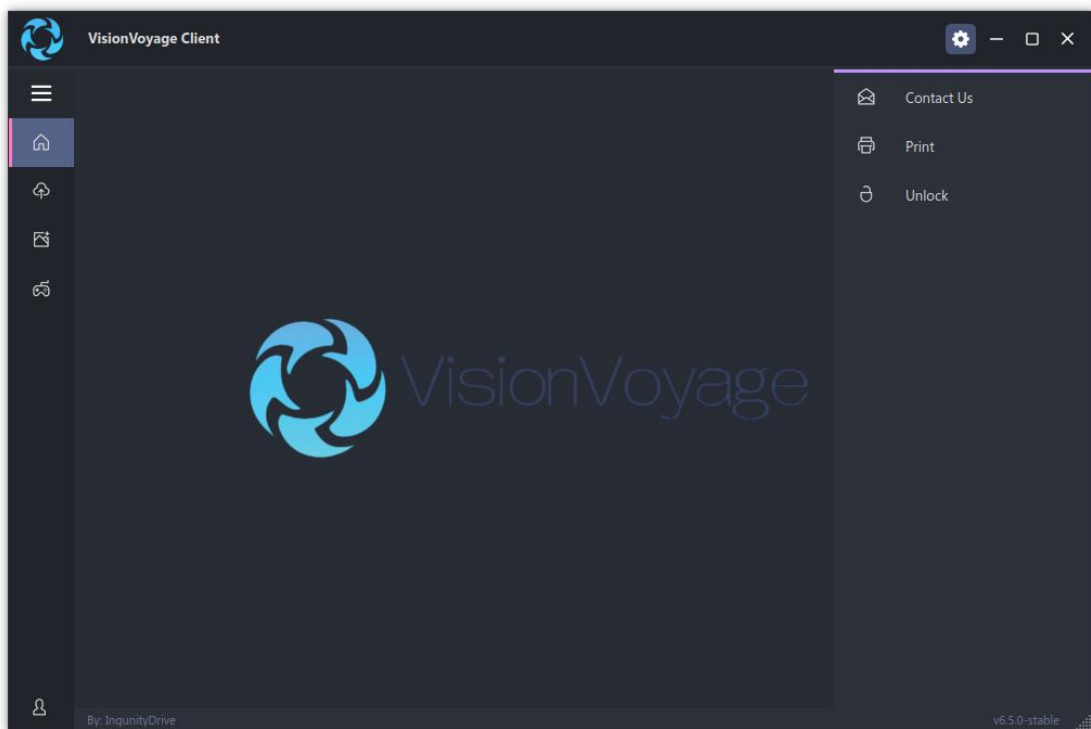 VisionVoyage Client
Contact Us
Print
Unlock
VisionVoyage
By: InqunityDrive
v6.5.0-stable